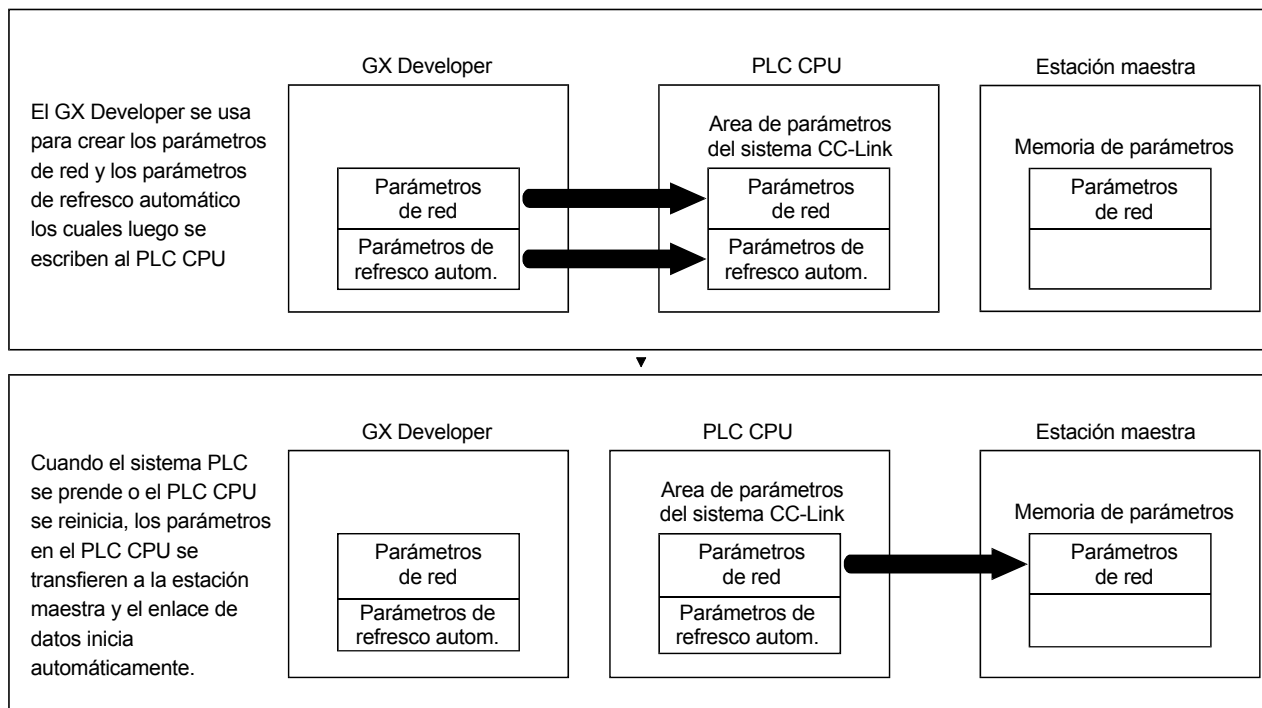 GX Developer
PLC CPU
Estación maestra
El GX Developer se usa
para crear los parámetros
de red y los parámetros
de refresco automático
los cuales luego se
escriben al PLC CPU
Parámetros
de red
Parámetros de
refresco autom.
Area de parámetros
del sistema CC-Link
Parámetros
de red
Parámetros de
refresco autom.
Memoria de parámetros
Parámetros
de red
GX Developer
PLC CPU
Estación maestra
Cuando el sistema PLC
se prende o el PLC CPU
se reinicia, los parámetros
en el PLC CPU se
transfieren a la estación
maestra y el enlace de
datos inicia
automáticamente.
Parámetros
de red
Parámetros de
refresco autom.
Area de parámetros
del sistema CC-Link
Parámetros
de red
Parámetros de
refresco autom.
Memoria de parámetros
Parámetros
de red